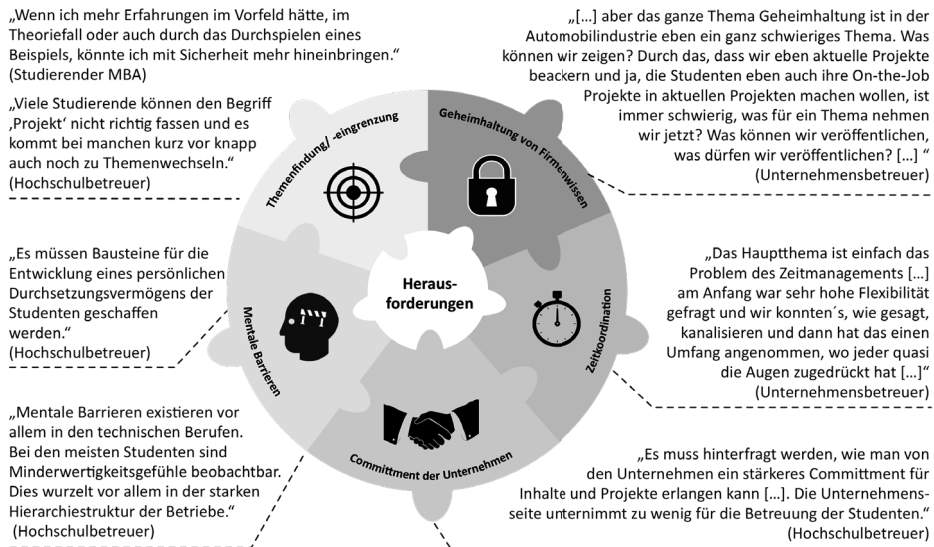 „Wenn ich mehr Erfahrungen im Vorfeld hätte, im
Theoriefall oder auch durch das Durchspielen eines
Beispiels, könnte ich mit Sicherheit mehr hineinbringen.“
(Studierender MBA)
„Viele Studierende können den Begriff
‚Projekt‘ nicht richtig fassen und es
kommt bei manchen kurz vor knapp
auch noch zu Themenwechseln.“
(Hochschulbetreuer)
„Es müssen Bausteine für die
Entwicklung eines persönlichen
Durchsetzungsvermögens der
Studenten geschaffen
werden.“
(Hochschulbetreuer)
„Mentale Barrieren existieren vor
allem in den technischen Berufen.
Bei den meisten Studenten sind
Minderwertigkeitsgefühle beobachtbar.
Dies wurzelt vor allem in der starken
Hierarchiestruktur der Betriebe.“
(Hochschulbetreuer)
Themenfindung/ -eingrenzung
Geheimhaltung von Firmenwissen
Heraus-
forderungen
Mentale Barrieren
Zeitkoordination
Committment der Unternehmen
„[…] aber das ganze Thema Geheimhaltung ist in der
Automobilindustrie eben ein ganz schwieriges Thema. Was
können wir zeigen? Durch das, dass wir eben aktuelle Projekte
beackern und ja, die Studenten eben auch ihre On-the-Job
Projekte in aktuellen Projekten machen wollen, ist
immer schwierig, was für ein Thema nehmen
wir jetzt? Was können wir veröffentlichen,
was dürfen wir veröffentlichen? […] “
(Unternehmensbetreuer)
„Das Hauptthema ist einfach das
Problem des Zeitmanagements […]
am Anfang war sehr hohe Flexibilität
gefragt und wir konnten´s, wie gesagt,
kanalisieren und dann hat das einen
Umfang angenommen, wo jeder quasi
die Augen zugedrückt hat […]“
(Unternehmensbetreuer)
„Es muss hinterfragt werden, wie man von
den Unternehmen ein stärkeres Committment für
Inhalte und Projekte erlangen kann […]. Die Unternehmens-
seite unternimmt zu wenig für die Betreuung der Studenten.“
(Hochschulbetreuer)